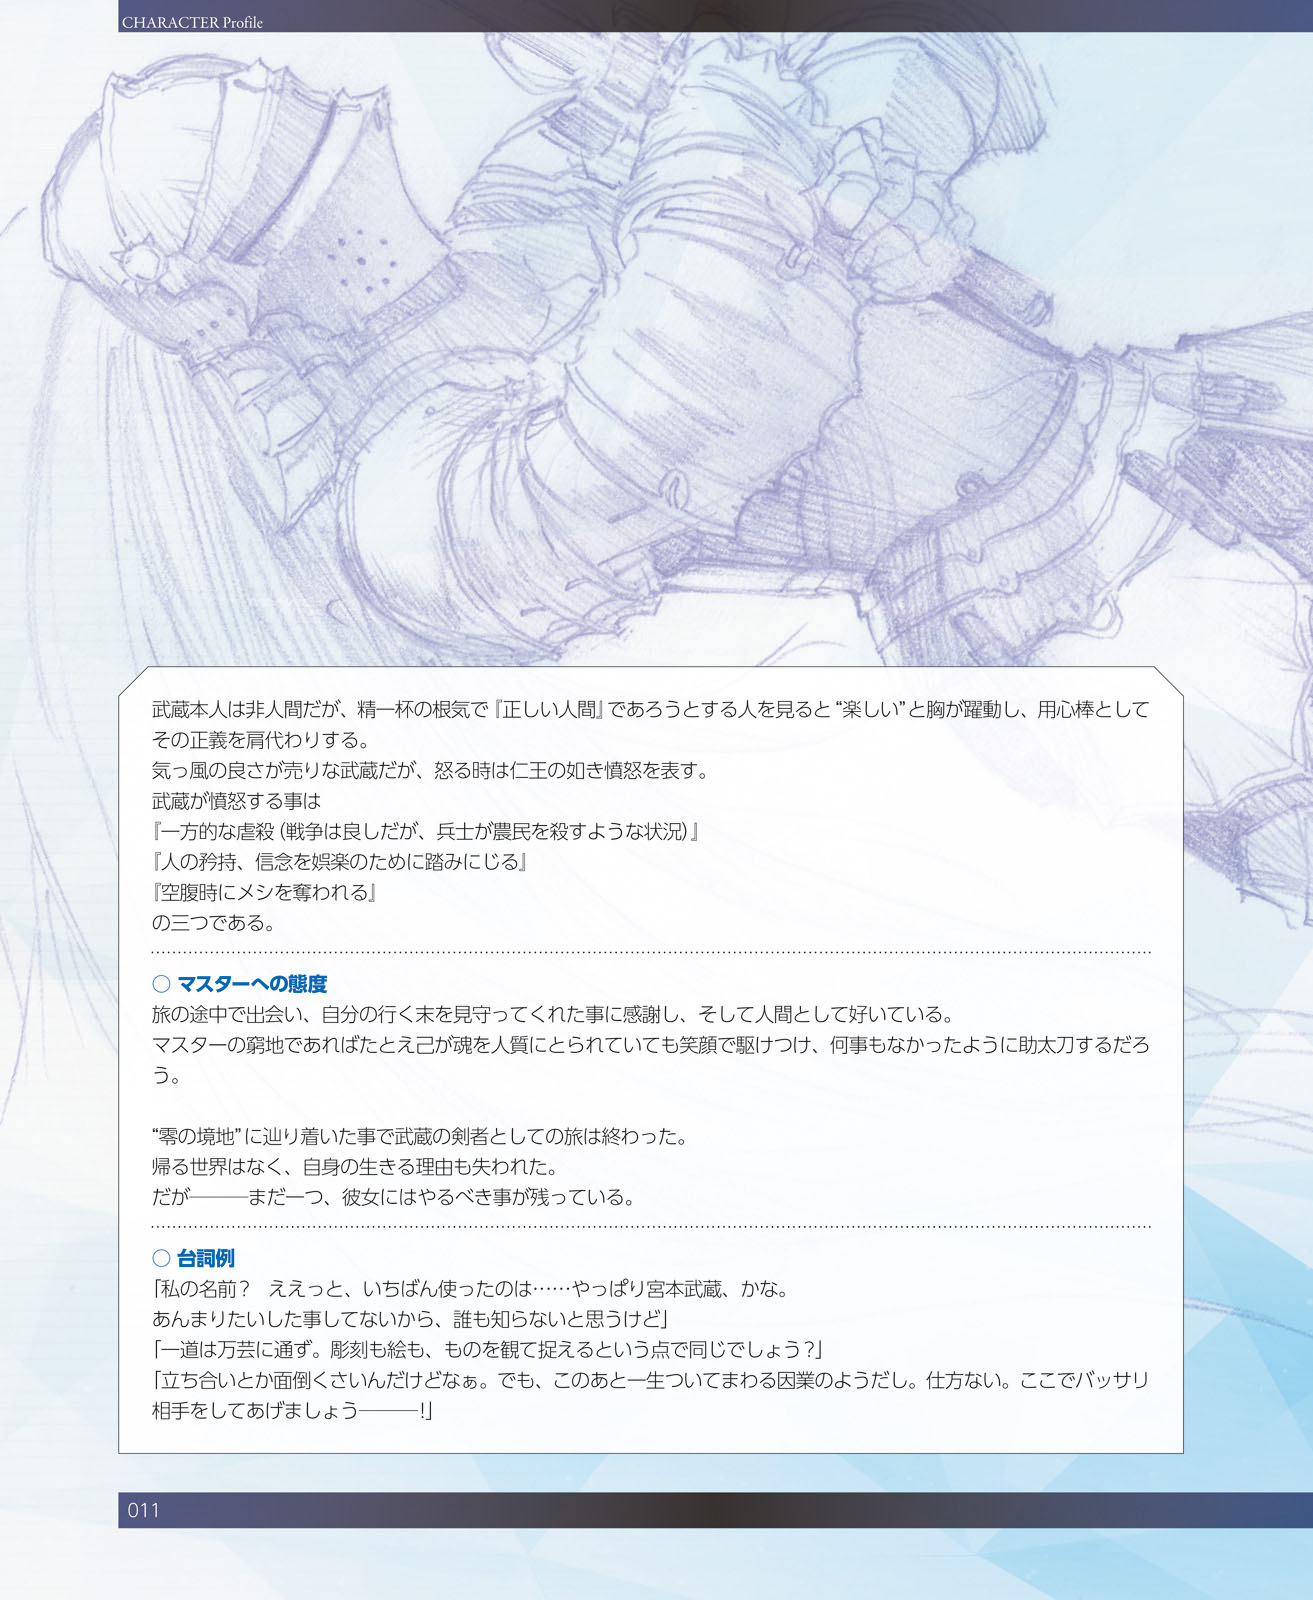 CHARACTER Profile
武蔵本人は非人間だが、精一杯の根気で『正しい人間』であろうとする人を見ると“楽しい”と胸が躍動し、用心棒として
その正義を肩代わりする。
気っ風の良さが売りな武蔵だが、怒る時は仁王の如き憤怒を表す。
武蔵が憤怒する事は
『一方的な虐殺（戦争は良しだが、兵士が農民を殺すような状況）』
『人の矜持、信念を娯楽のために踏みにじる』
『空腹時にメシを奪われる』
の三つである。
○ マスターへの態度
旅の途中で出会い、自分の行く末を見守ってくれた事に感謝し、そして人間として好いている。
マスターの窮地であればたとえ己が魂を人質にとられていても笑顔で駆けつけ、何事もなかったように助太刀するだろ
う。
“零の境地”に辿り着いた事で武蔵の剣者としての旅は終わった。
帰る世界はなく、自身の生きる理由も失われた。
だが―――まだ一つ、彼女にはやるべき事が残っている。
○ 台詞例
「私の名前？　ええっと、いちばん使ったのは……やっぱり宮本武蔵、かな。
あんまりたいした事してないから、誰も知らないと思うけど」
「一道は万芸に通ず。彫刻も絵も、ものを観て捉えるという点で同じでしょう？」
「立ち合いとか面倒くさいんだけどなぁ。でも、このあと一生ついてまわる因業のようだし。仕方ない。ここでバッサリ
相手をしてあげましょう―――！」
011